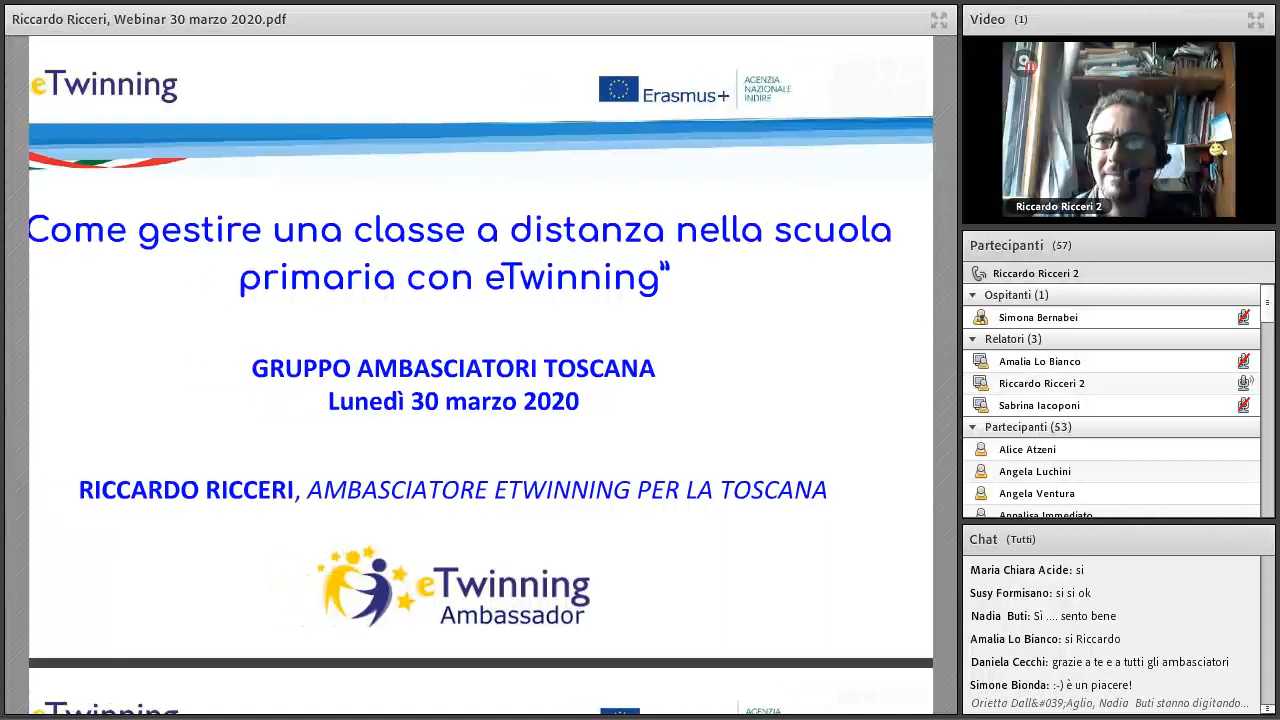 Riccardo Ricceri, Webinar 30 marzo 2020.pdf
eTwinning
Erasmus+
AGENZIA
NAZIONALE
INDIRE
Come gestire una classe a distanza nella scuola
primaria con eTwinning”
GRUPPO AMBASCIATORI TOSCANA
Lunedì 30 marzo 2020
RICCARDO RICCERI, AMBASCIATORE ETWINNING PER LA TOSCANA
eTwinning
Ambassador
eTwinning
AGENZIA
Video (1)
Riccardo Ricceri 2
Partecipanti (57)
Riccardo Ricceri 2
Ospitanti (1)
Simona Bernabei
Relatori (3)
Amalia Lo Bianco
Riccardo Ricceri 2
Sabrina Iacoponi
Partecipanti (53)
Alice Atzeni
Angela Luchini
Angela Ventura
Annalisa Immediato
Chat (Tutti)
Maria Chiara Acide: si
Susy Formisano: si si ok
Nadia Buti: Sì .... sento bene
Amalia Lo Bianco: si Riccardo
Daniela Cecchi: grazie a te e a tutti gli ambasciatori
Simone Bionda: :-) è un piacere!
Orietta Dall&#039;Aglio, Nadia Buti stanno digitando...